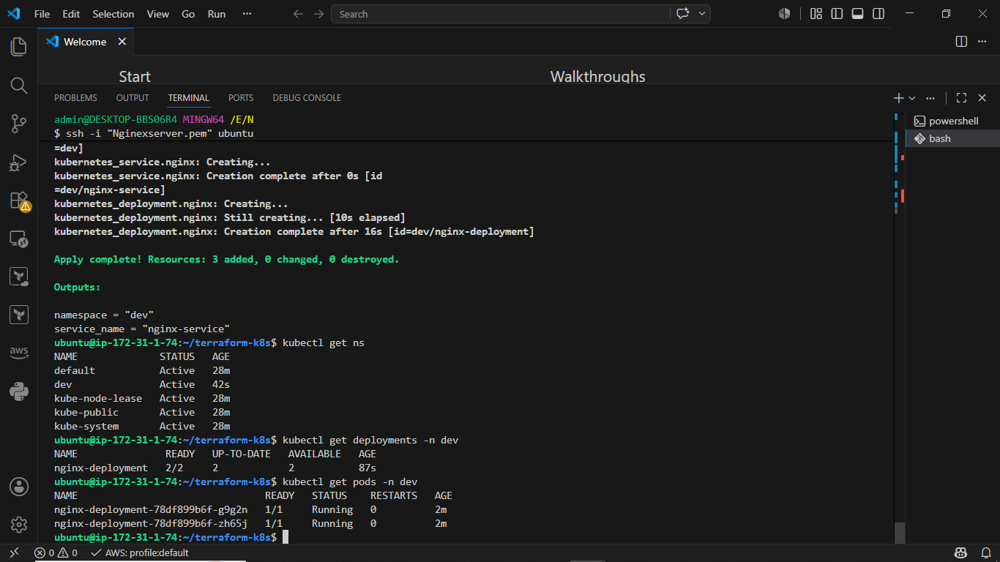 File Edit Selection View Go Run ··· Search
Welcome
Start Walkthroughs
PROBLEMS OUTPUT TERMINAL PORTS DEBUG CONSOLE
powershell
bash
admin@DESKTOP-BBS06R4 MINGW64 /E/N
$ ssh -i "Nginexserver.pem" ubuntu
=dev]
kubernetes_service.nginx: Creating...
kubernetes_service.nginx: Creation complete after 0s [id
=dev/nginx-service]
kubernetes_deployment.nginx: Creating...
kubernetes_deployment.nginx: Still creating... [10s elapsed]
kubernetes_deployment.nginx: Creation complete after 16s [id=dev/nginx-deployment]
Apply complete! Resources: 3 added, 0 changed, 0 destroyed.
Outputs:
namespace = "dev"
service_name = "nginx-service"
ubuntu@ip-172-31-1-74:~/terraform-k8s$ kubectl get ns
NAME STATUS AGE
default Active 28m
dev Active 42s
kube-node-lease Active 28m
kube-public Active 28m
kube-system Active 28m
ubuntu@ip-172-31-1-74:~/terraform-k8s$ kubectl get deployments -n dev
NAME READY UP-TO-DATE AVAILABLE AGE
nginx-deployment 2/2 2 2 87s
ubuntu@ip-172-31-1-74:~/terraform-k8s$ kubectl get pods -n dev
NAME READY STATUS RESTARTS AGE
nginx-deployment-78df899b6f-g9g2n 1/1 Running 0 2m
nginx-deployment-78df899b6f-zh65j 1/1 Running 0 2m
ubuntu@ip-172-31-1-74:~/terraform-k8s$
aws
0 0 AWS: profile:default